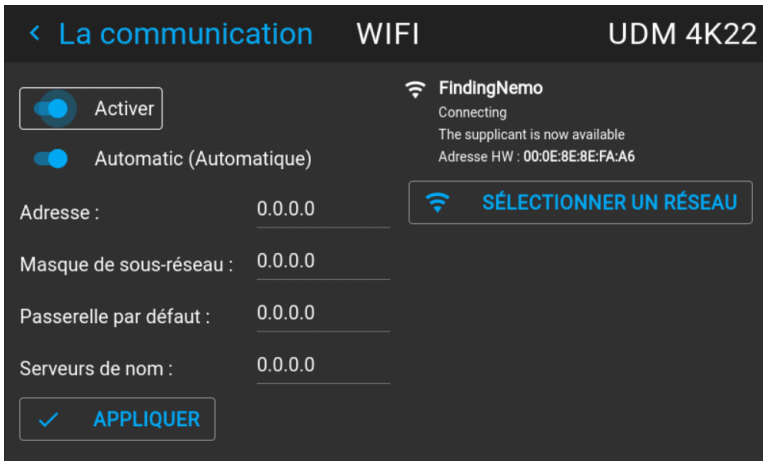 La communication WIFI UDM 4K22
Activer
Automatic (Automatique)
Adresse : 0.0.0.0
Masque de sous-réseau : 0.0.0.0
Passerelle par défaut : 0.0.0.0
Serveurs de nom : 0.0.0.0
APPLIQUER
FindingNemo
Connecting
The supplicant is now available
Adresse HW : 00:0E:8E:8E:FA:A6
SÉLECTIONNER UN RÉSEAU